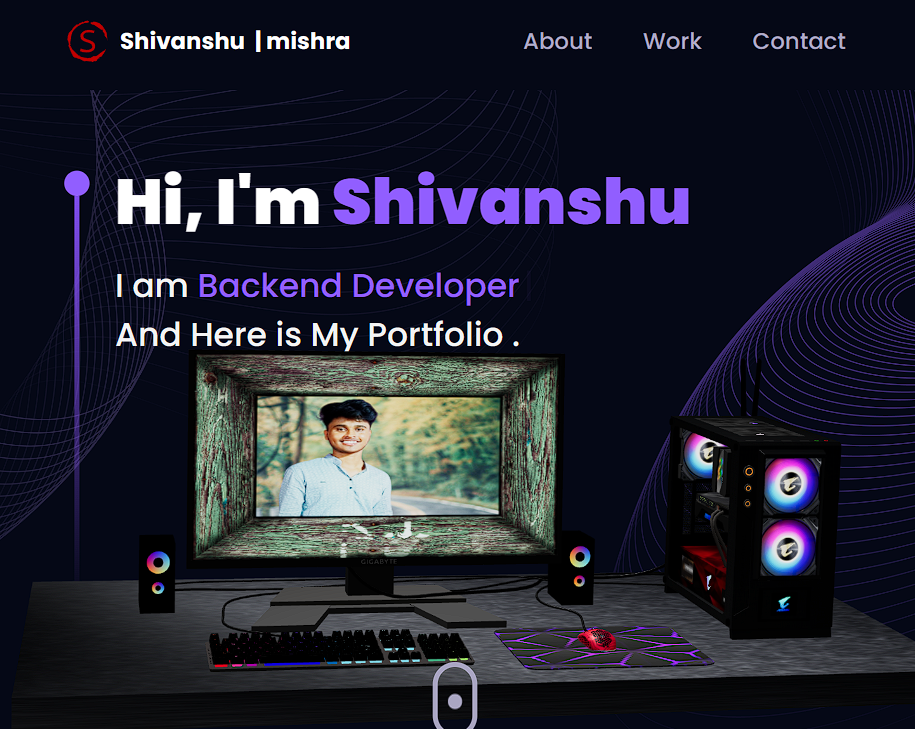 S Shivanshu | mishra
About Work Contact
Hi, I'm Shivanshu
I am Backend Developer
And Here is My Portfolio .
GIGABYTE